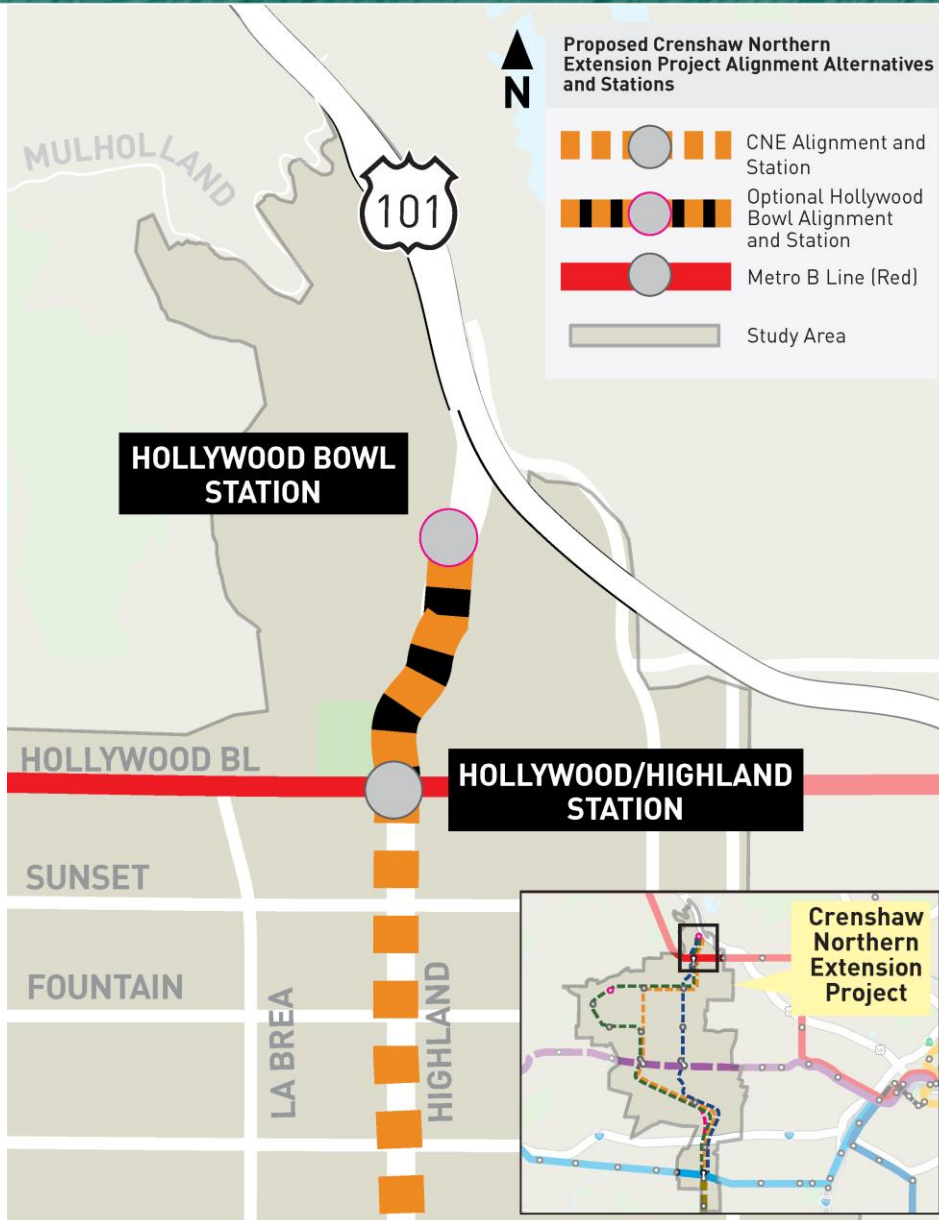 Proposed Crenshaw Northern
Extension Project Alignment Alternatives
and Stations
N
CNE Alignment and
Station
Optional Hollywood
Bowl Alignment
and Station
Metro B Line (Red)
Study Area
MULHOLLAND
101
HOLLYWOOD BOWL
STATION
HOLLYWOOD BL
HOLLYWOOD/HIGHLAND
STATION
SUNSET
FOUNTAIN
LA BREA
HIGHLAND
Crenshaw
Northern
Extension
Project